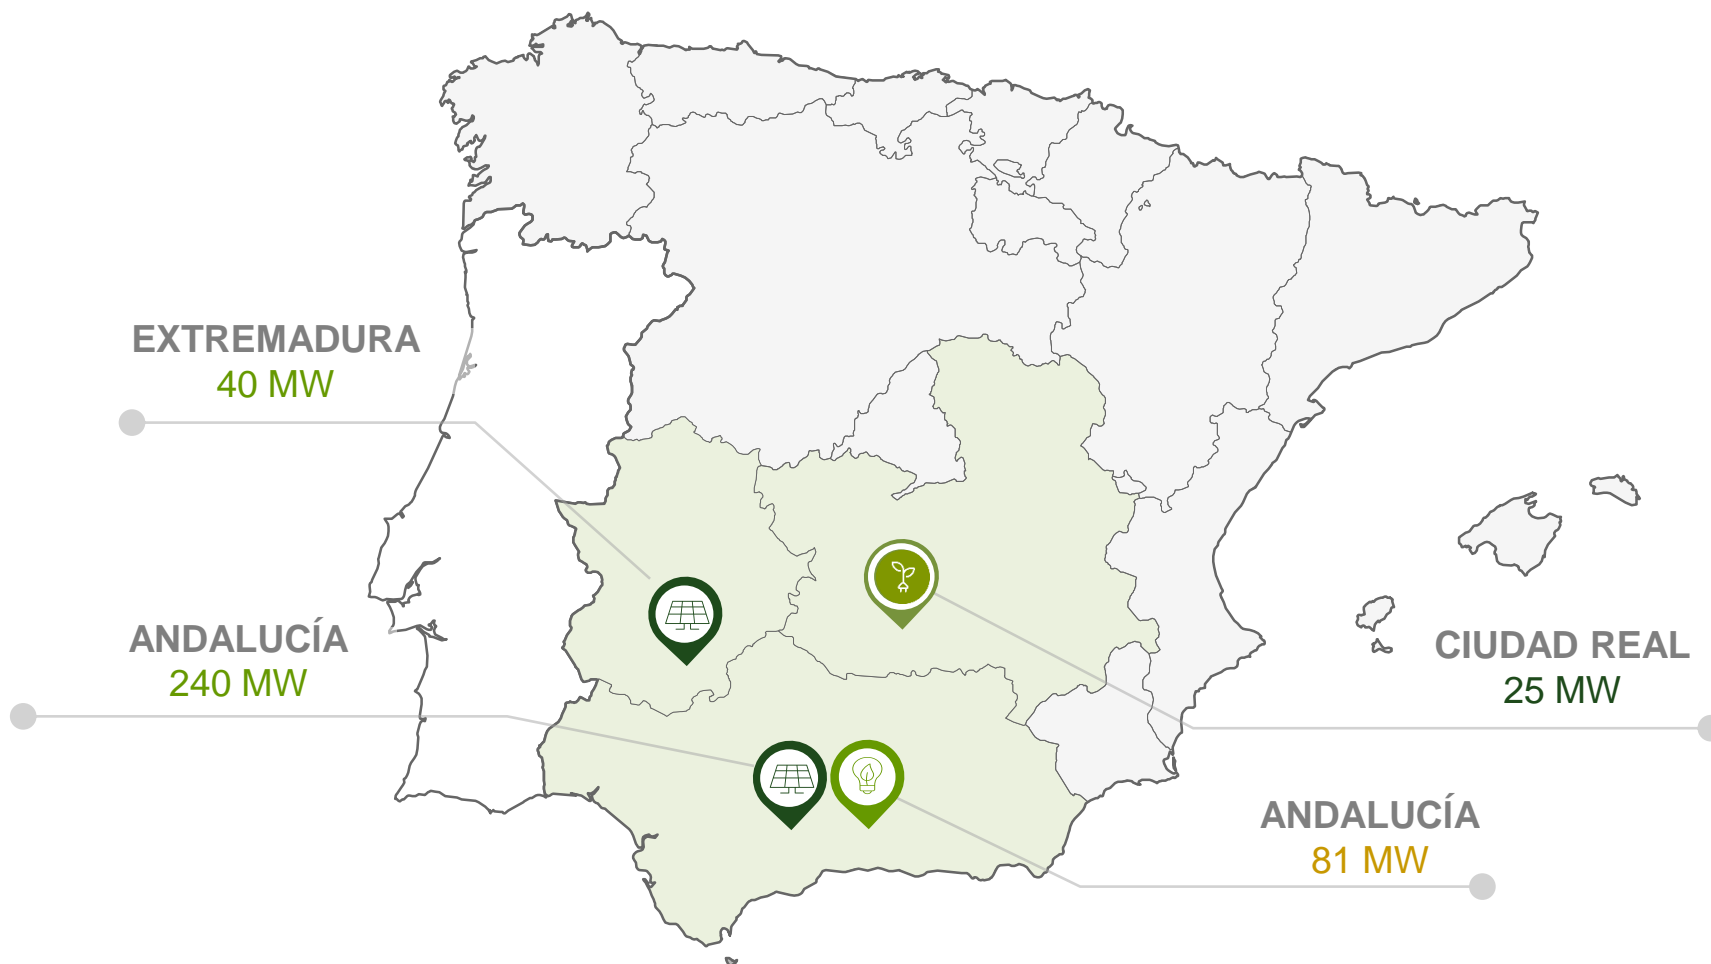 EXTREMADURA
40 MW
ANDALUCÍA
240 MW
CIUDAD REAL
25 MW
ANDALUCÍA
81 MW